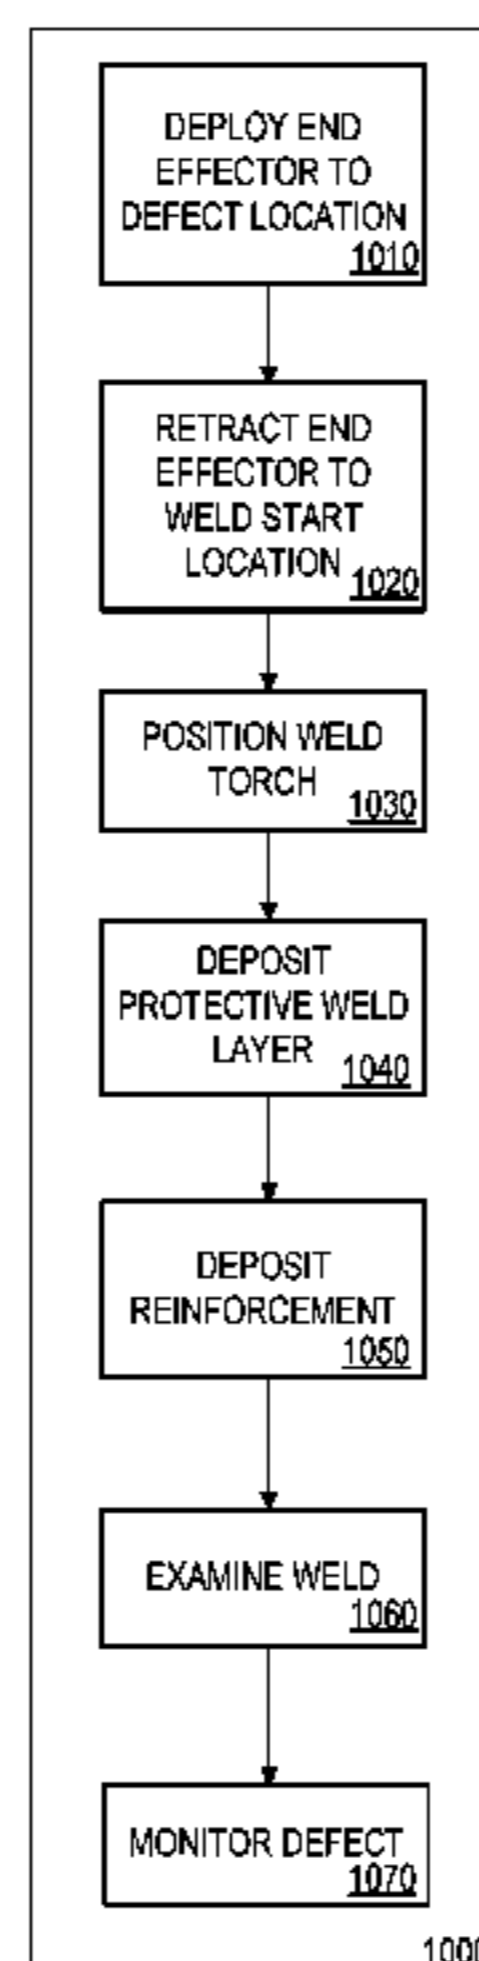 DEPLOY END
EFFECTOR TO
DEFECT LOCATION
1010
RETRACT END
EFFECTOR TO
WELD START
LOCATION
1020
POSITION WELD
TORCH
1030
DEPOSIT
PROTECTIVE WELD
LAYER
1040
DEPOSIT
REINFORCEMENT
1050
EXAMINE WELD
1060
MONITOR DEFECT
1070
1000